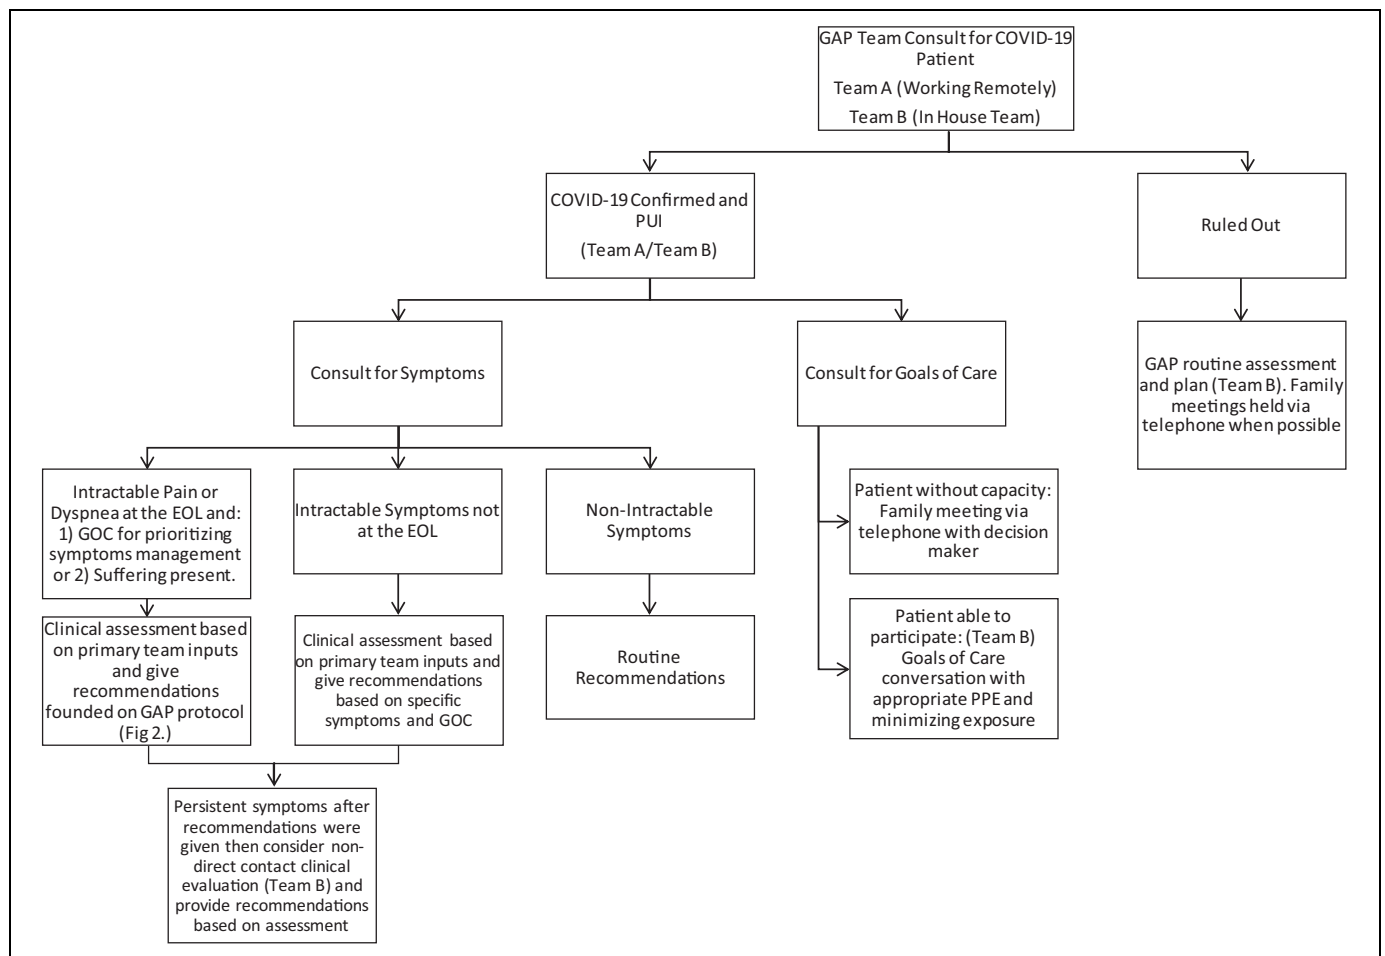 GAP Team Consult for COVID-19
Patient
Team A (Working Remotely)
Team B (In House Team)
COVID-19 Confirmed and
PUI
(Team A/Team B)
Ruled Out
Consult for Symptoms
Consult for Goals of Care
GAP routine assessment
and plan (Team B). Family
meetings held via
telephone when possible
Intractable Pain or
Dyspnea at the EOL and:
1) GOC for prioritizing
symptoms management
or 2) Suffering present.
Intractable Symptoms not
at the EOL
Non-Intractable
Symptoms
Patient without capacity:
Family meeting via
telephone with decision
maker
Clinical assessment based
on primary team inputs
and give
recommendations
founded on GAP protocol
(Fig 2.)
Clinical assessment based
on primary team inputs and
give recommendations
based on specific
symptoms and GOC
Routine
Recommendations
Patient able to
participate: (Team B)
Goals of Care
conversation with
appropriate PPE and
minimizing exposure
Persistent symptoms after
recommendations were
given then consider non-
direct contact clinical
evaluation (Team B) and
provide recommendations
based on assessment